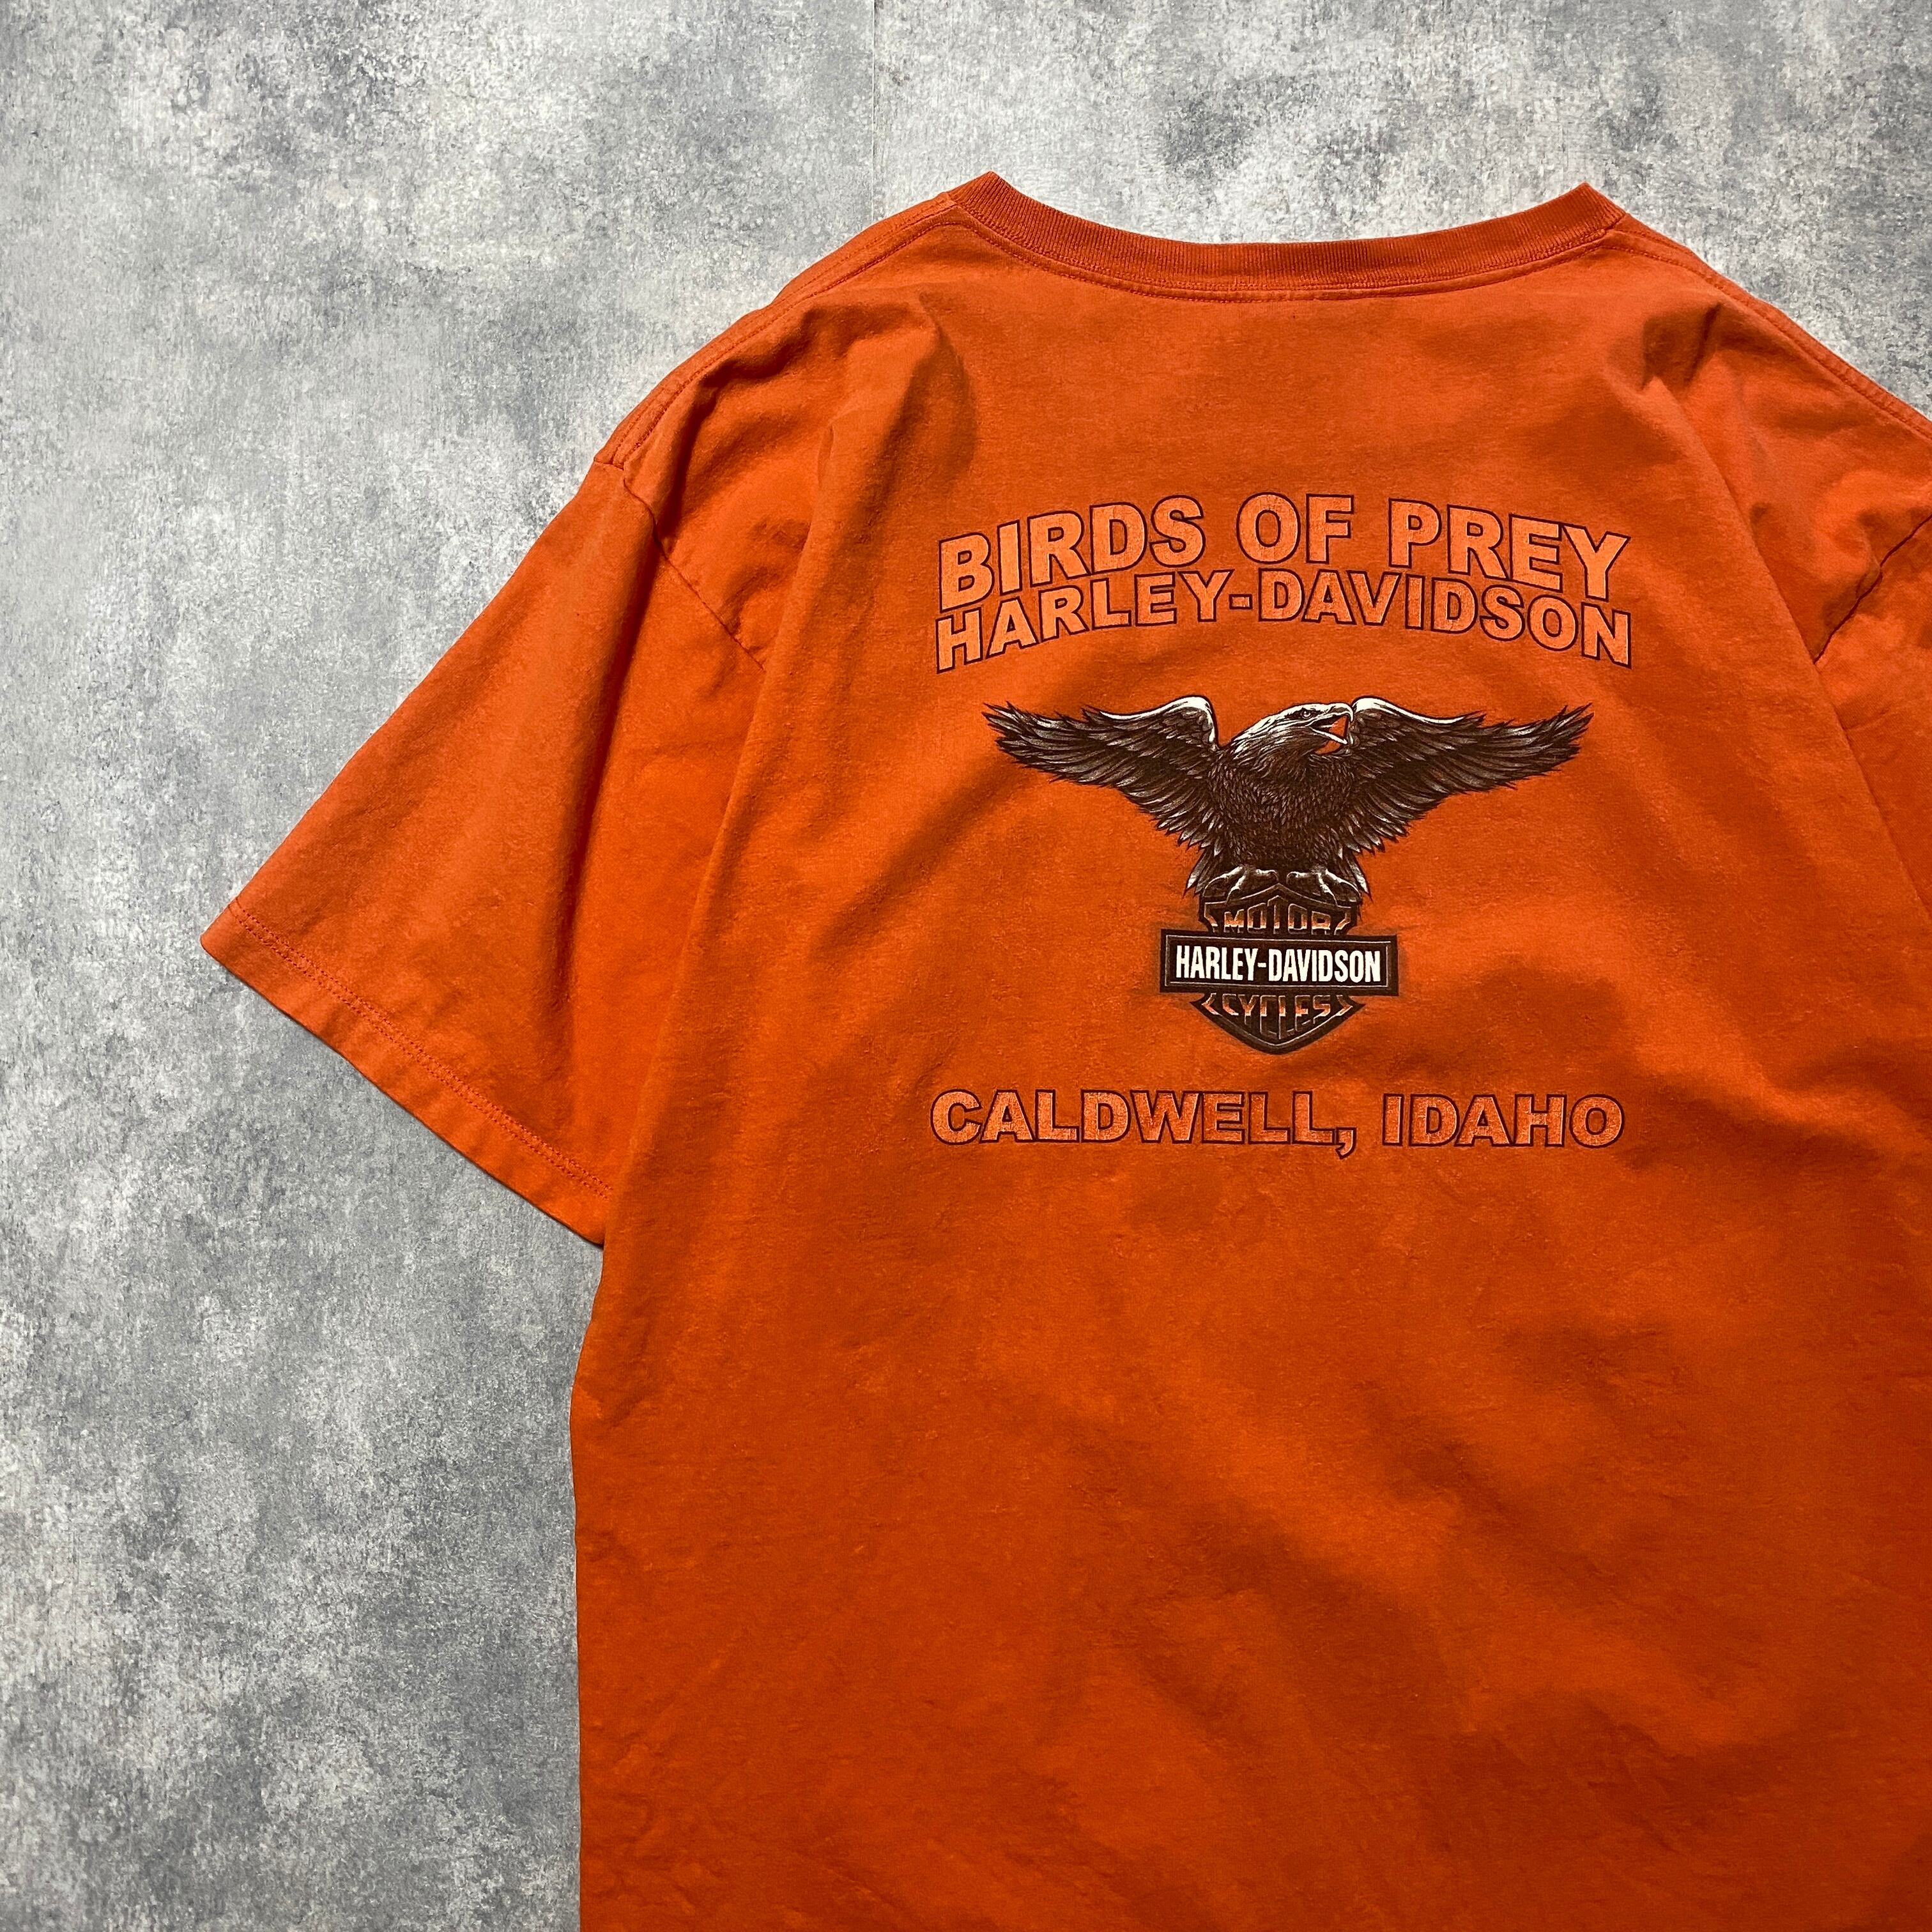 BIRDS OF PREY
HARLEY-DAVIDSON
MOTOR
HARLEY-DAVIDSON
CYCLES
CALDWELL, IDAHO